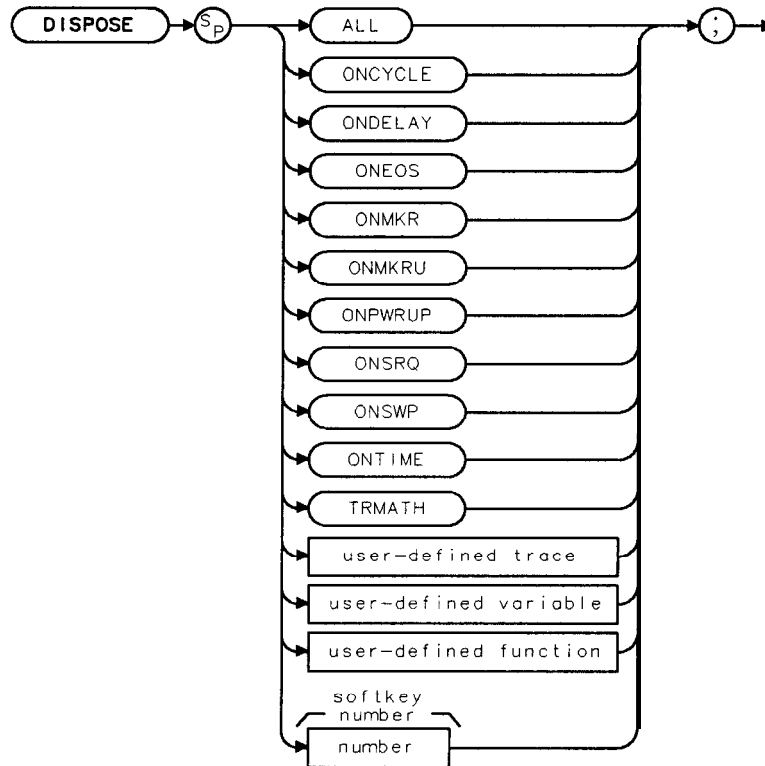 DISPOSE SP ALL ;
ONCYCLE
ONDELAY
ONEOS
ONMKR
ONMKRU
ONPWRUP
ONSRQ
ONSWP
ONTIME
TRMATH
user-defined trace
user-defined variable
user-defined function
softkey
number
number